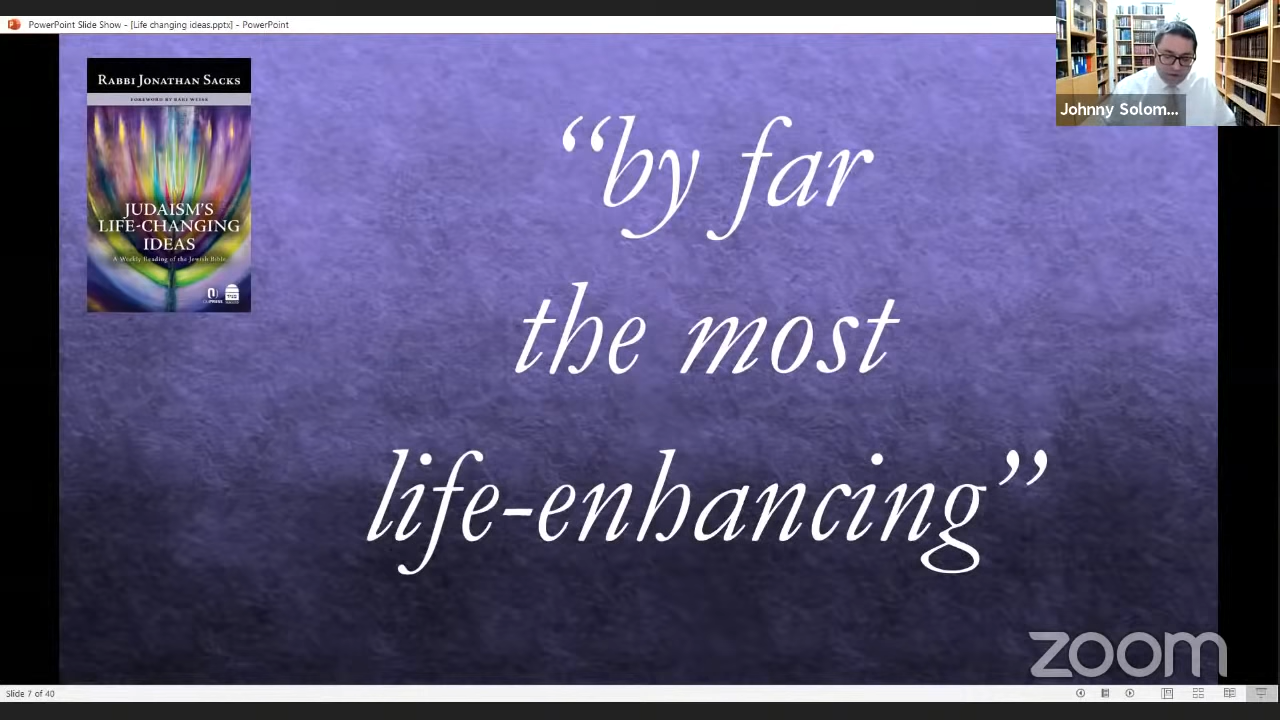 PowerPoint Slide Show - [Life changing ideas.pptx] - PowerPoint
RABBI JONATHAN SACKS
FOREWORD BY BARI WEISS
JUDAISM'S
LIFE-CHANGING
IDEAS
A Weekly Reading of the Jewish Bible
“by far
the most
life-enhancing”
Johnny Solom...
zoom
Slide 7 of 40